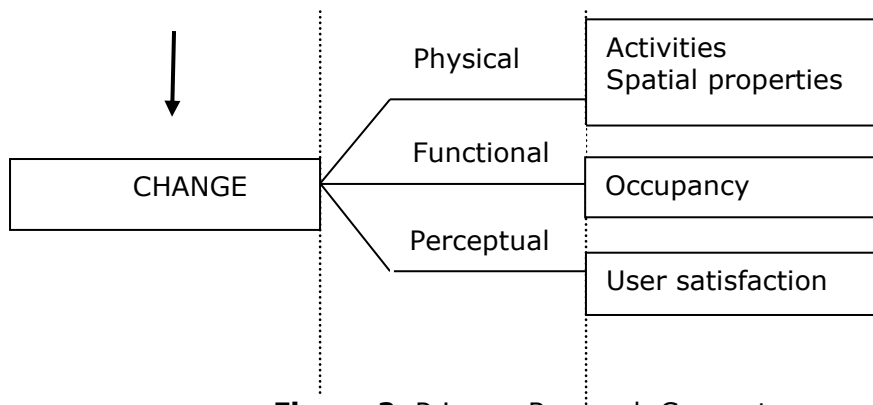 Physical
Activities
Spatial properties
CHANGE
Functional
Occupancy
Perceptual
User satisfaction